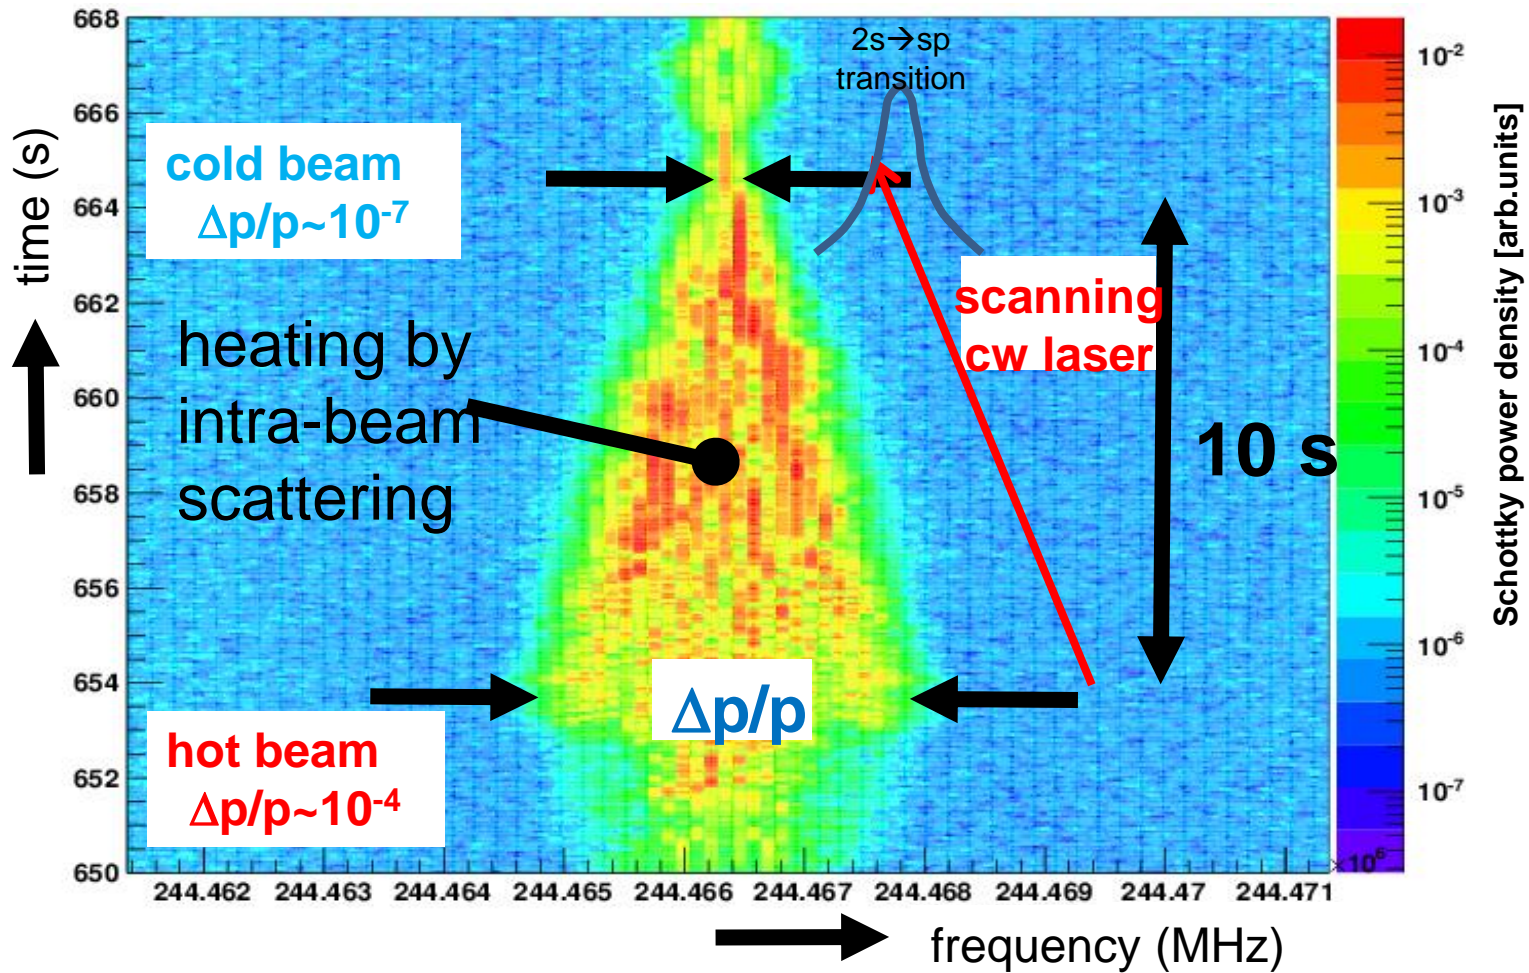 668
666
664
662
660
658
656
654
652
650
time (s)
cold beam
Δp/p~10⁻⁷
2s→sp
transition
scanning
cw laser
heating by
intra-beam
scattering
10 s
Δp/p
hot beam
Δp/p~10⁻⁴
244.462 244.463 244.464 244.465 244.466 244.467 244.468 244.469 244.47 244.471
×10⁶
frequency (MHz)
10⁻²
10⁻³
10⁻⁴
10⁻⁵
10⁻⁶
10⁻⁷
Schottky power density [arb.units]